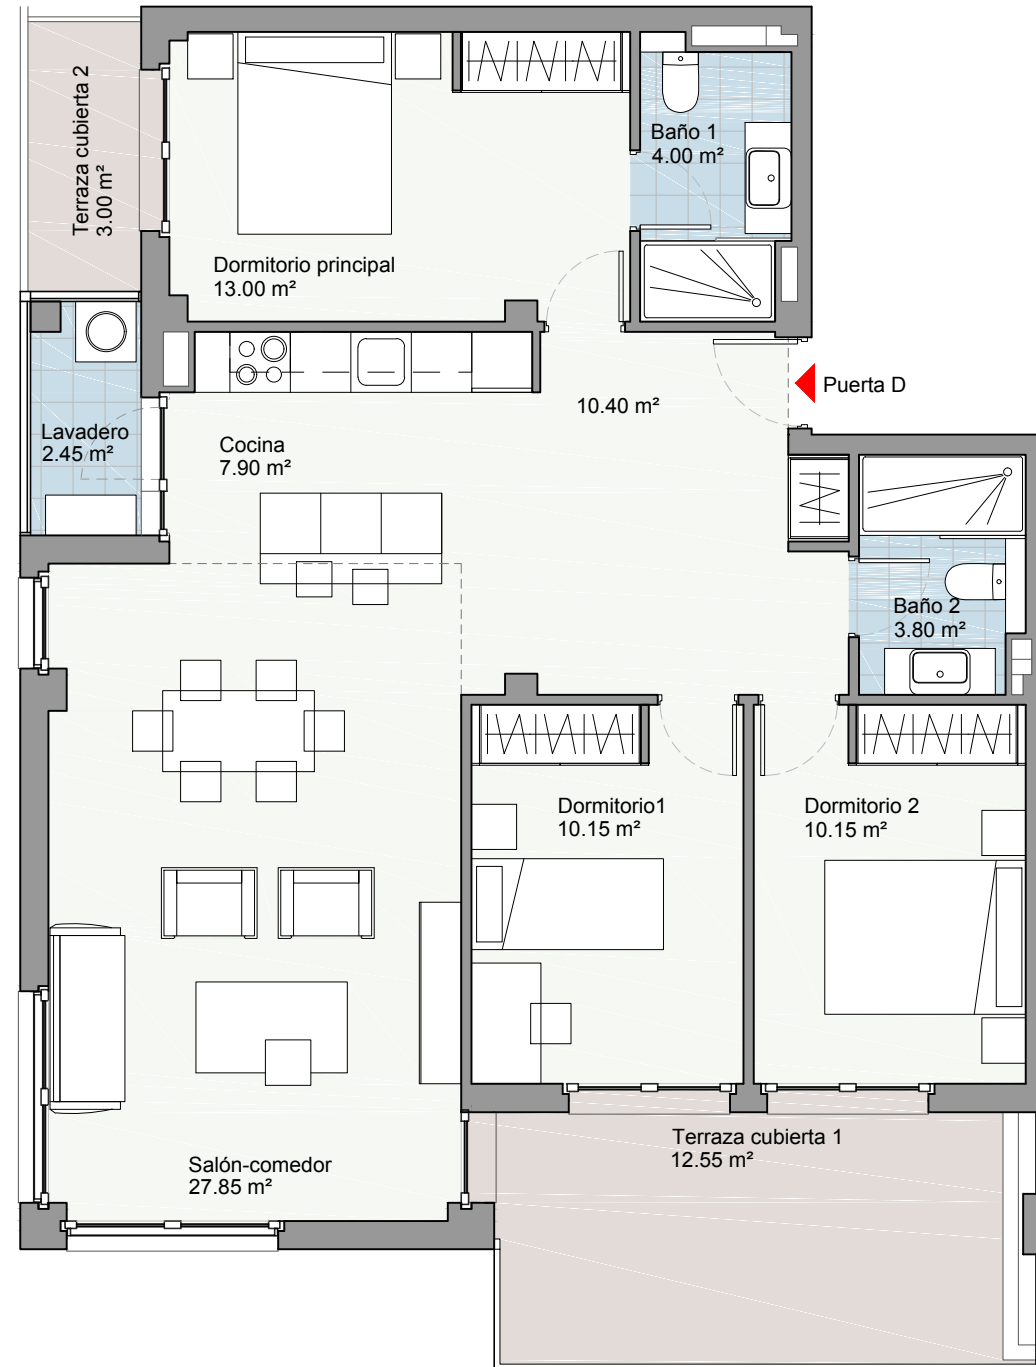 Terraza cubierta 2
3.00 m²
Baño 1
4.00 m²
Dormitorio principal
13.00 m²
Puerta D
10.40 m²
Lavadero
2.45 m²
Cocina
7.90 m²
Baño 2
3.80 m²
Dormitorio1
10.15 m²
Dormitorio 2
10.15 m²
Terraza cubierta 1
12.55 m²
Salón-comedor
27.85 m²